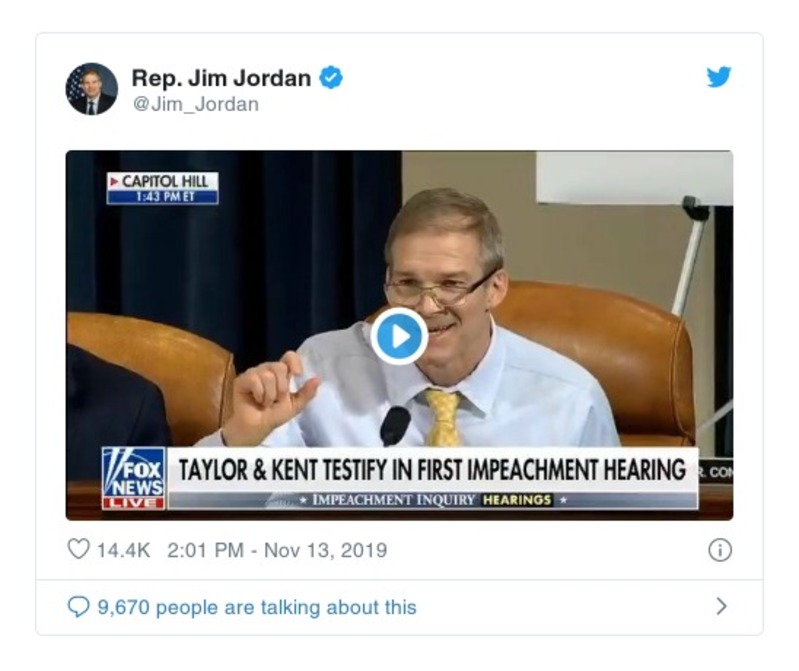 Rep. Jim Jordan
@Jim_Jordan
CAPITOL HILL
1:43 PM ET
FOX
NEWS
LIVE
TAYLOR & KENT TESTIFY IN FIRST IMPEACHMENT HEARING
IMPEACHMENT INQUIRY HEARINGS
R. CON
14.4K 2:01 PM - Nov 13, 2019
9,670 people are talking about this